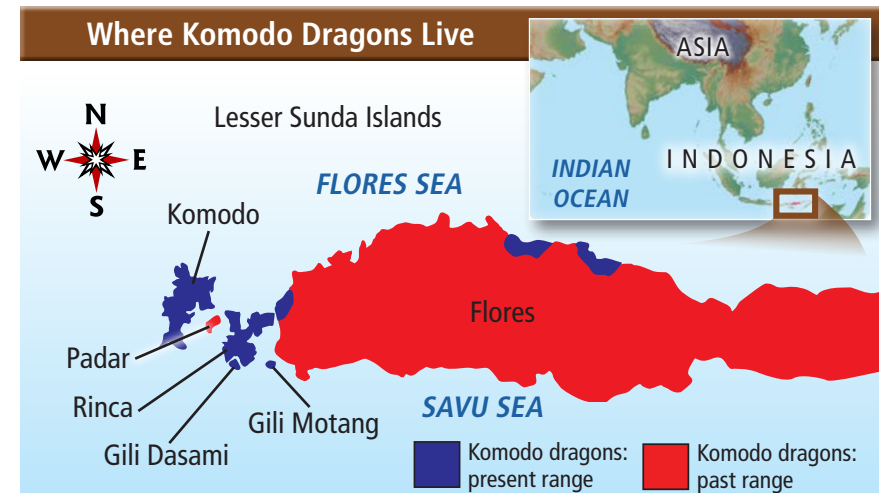 Where Komodo Dragons Live
ASIA
INDONESIA
INDIAN
OCEAN
N
W E
S
Lesser Sunda Islands
FLORES SEA
Komodo
Flores
Padar
Rinca
Gili Dasami
Gili Motang
SAVU SEA
Komodo dragons:
present range
Komodo dragons:
past range